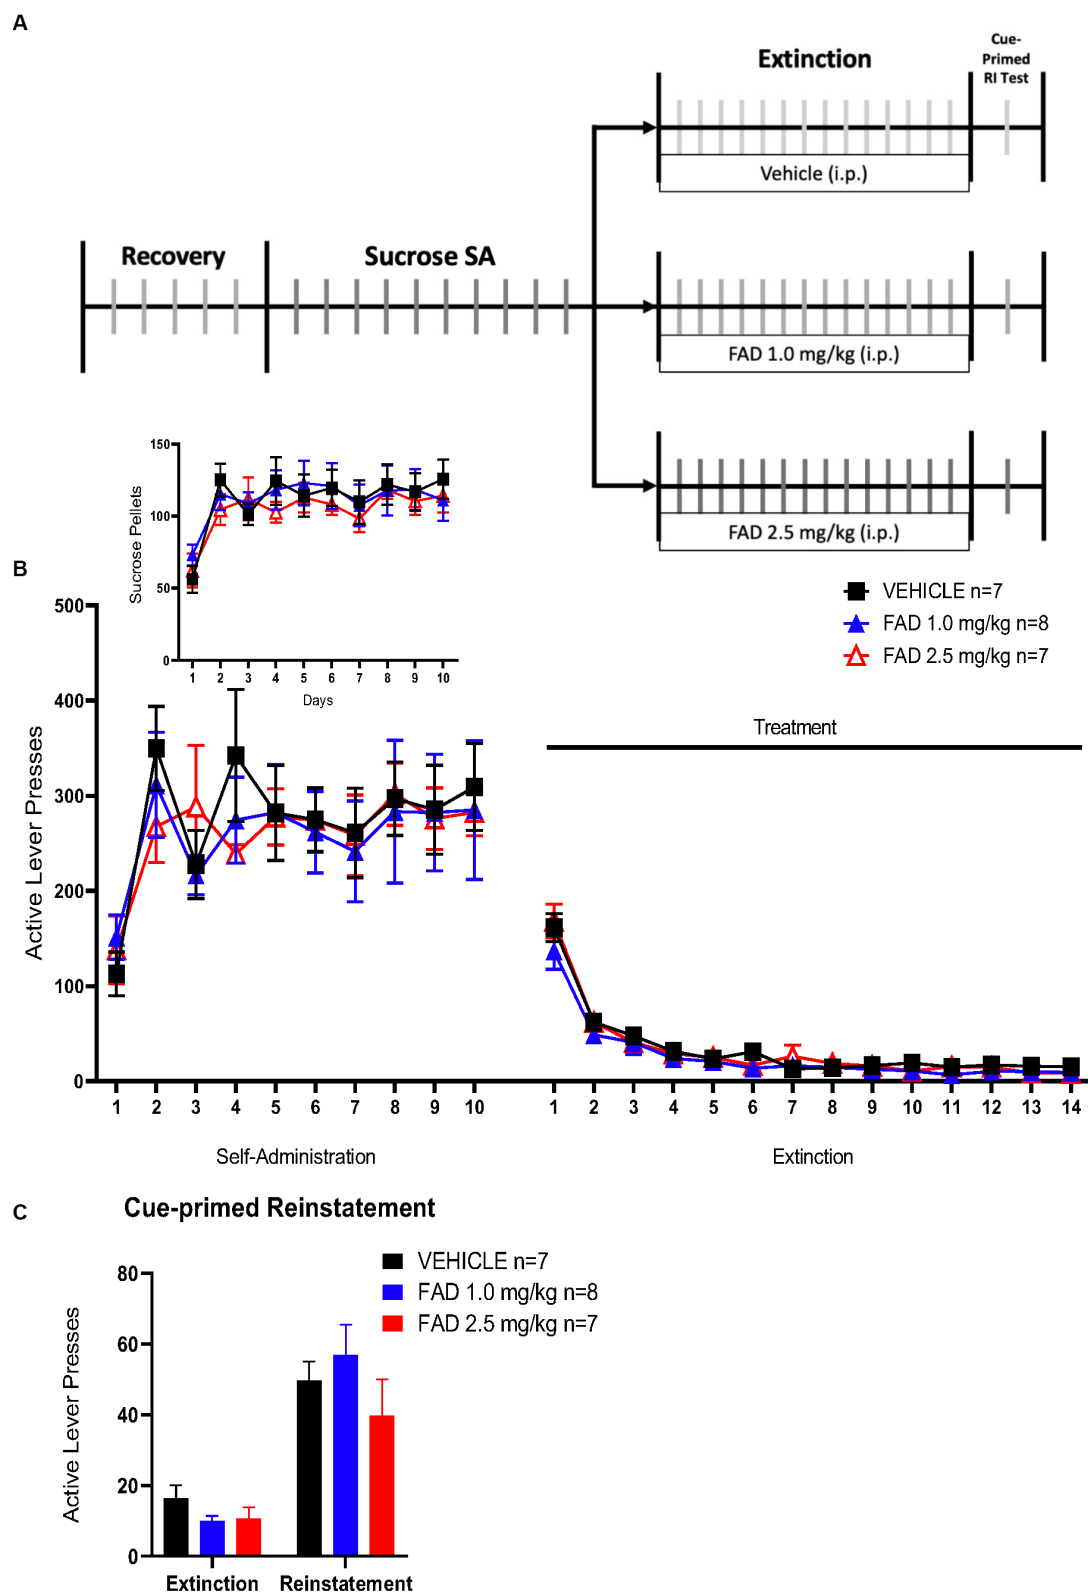 A
Extinction
Cue-
Primed
RI Test
Vehicle (i.p.)
Recovery
Sucrose SA
FAD 1.0 mg/kg (i.p.)
FAD 2.5 mg/kg (i.p.)
150
100
50
0
Sucrose Pellets
1 2 3 4 5 6 7 8 9 10
Days
B
VEHICLE n=7
FAD 1.0 mg/kg n=8
FAD 2.5 mg/kg n=7
500
400
300
200
100
0
Active Lever Presses
Treatment
1 2 3 4 5 6 7 8 9 10
1 2 3 4 5 6 7 8 9 10 11 12 13 14
Self-Administration
Extinction
C
Cue-primed Reinstatement
VEHICLE n=7
FAD 1.0 mg/kg n=8
FAD 2.5 mg/kg n=7
80
60
40
20
0
Active Lever Presses
Extinction Reinstatement